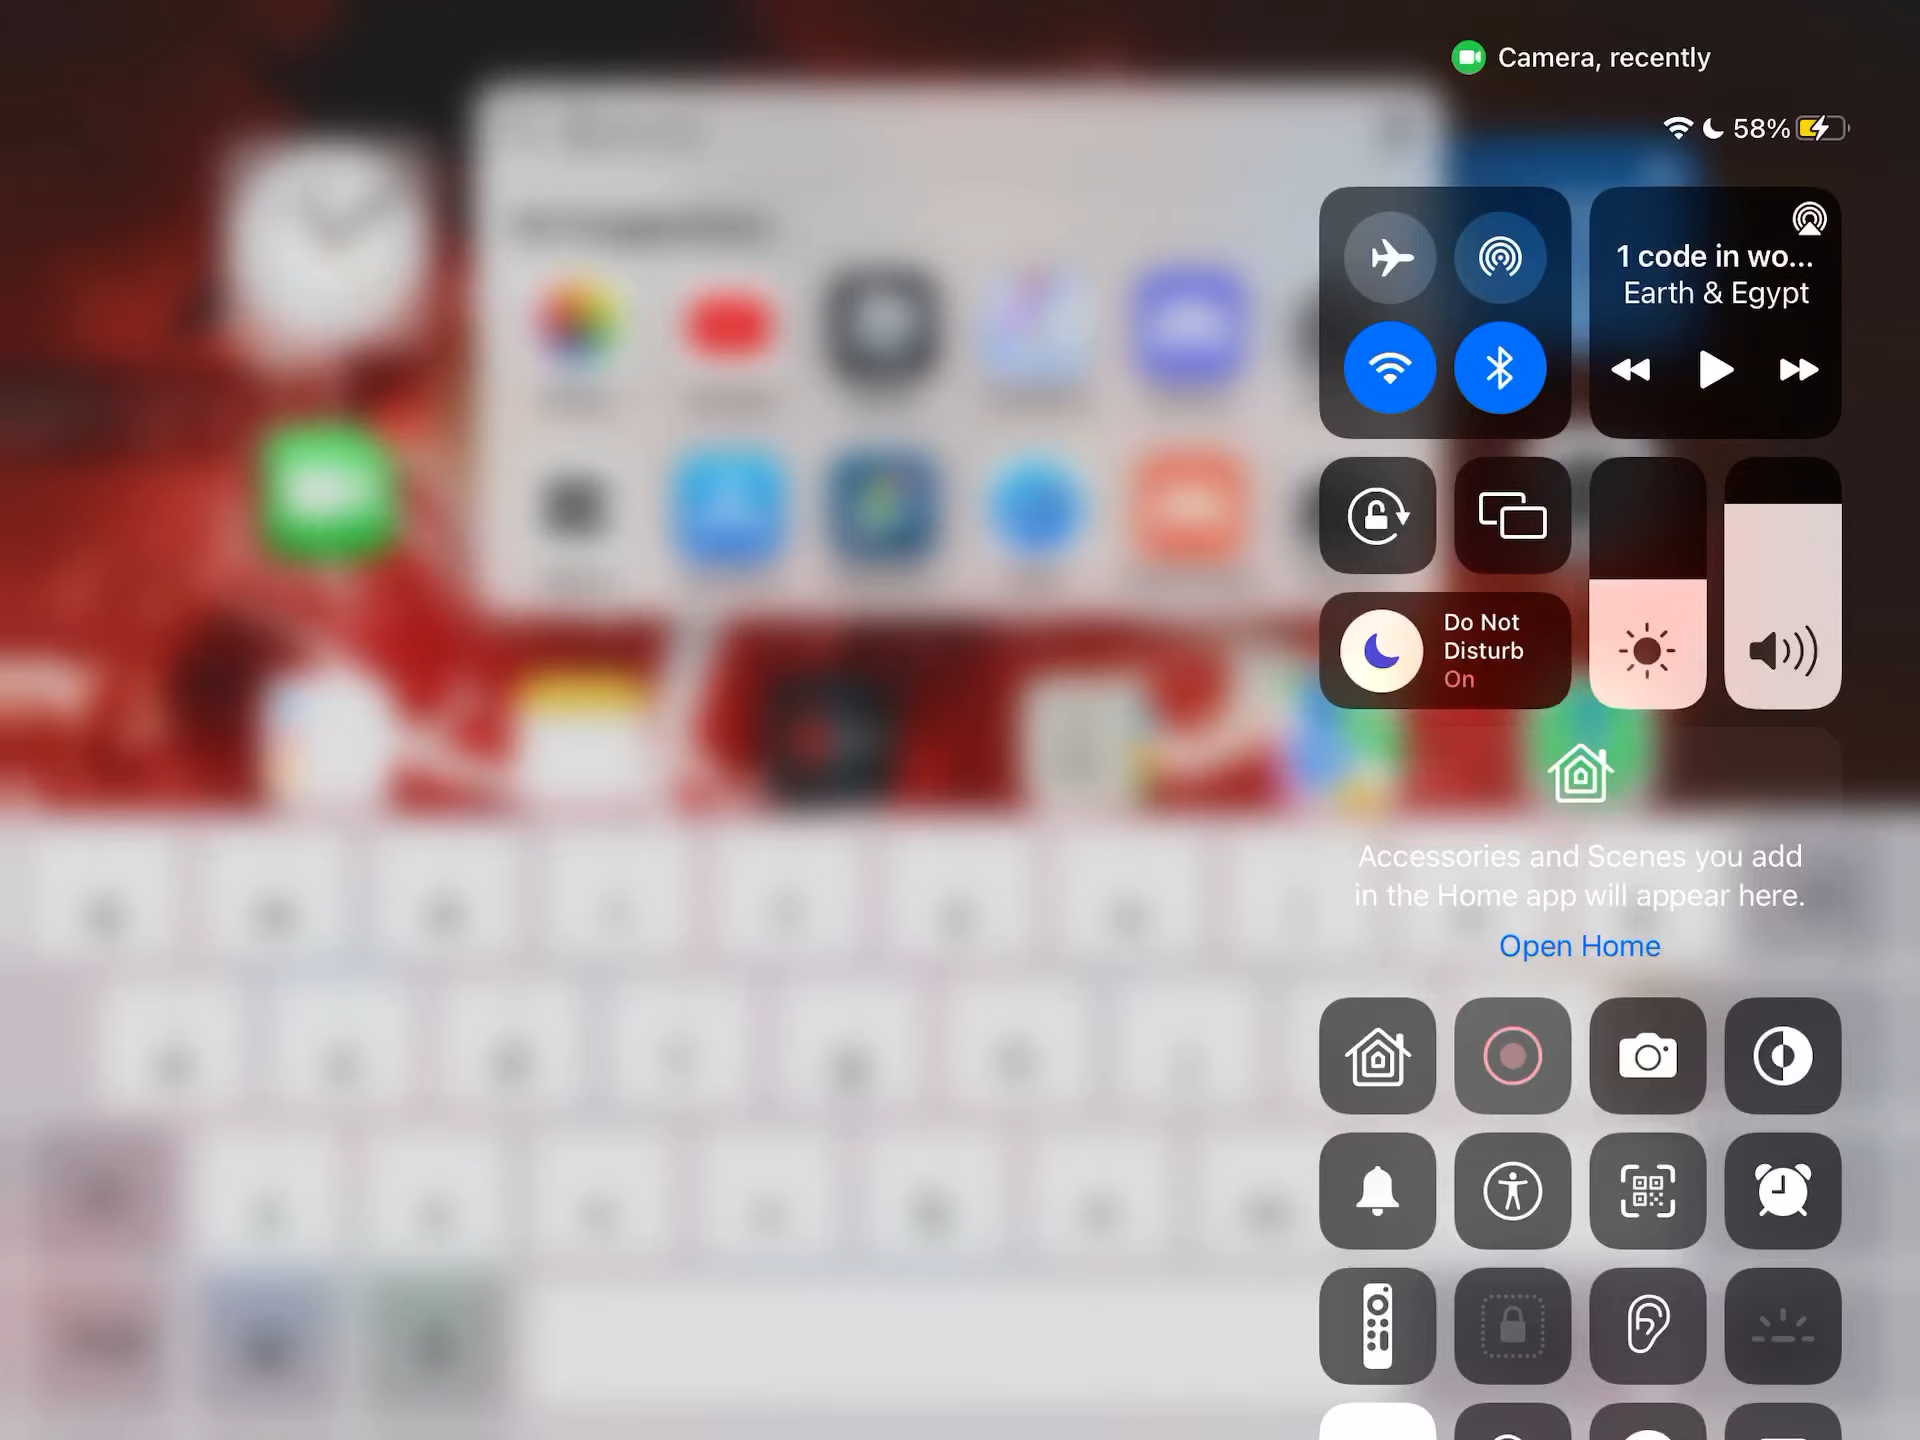 Camera, recently
58%
1 code in wo...
Earth & Egypt
Do Not
Disturb
On
Accessories and Scenes you add
in the Home app will appear here.
Open Home